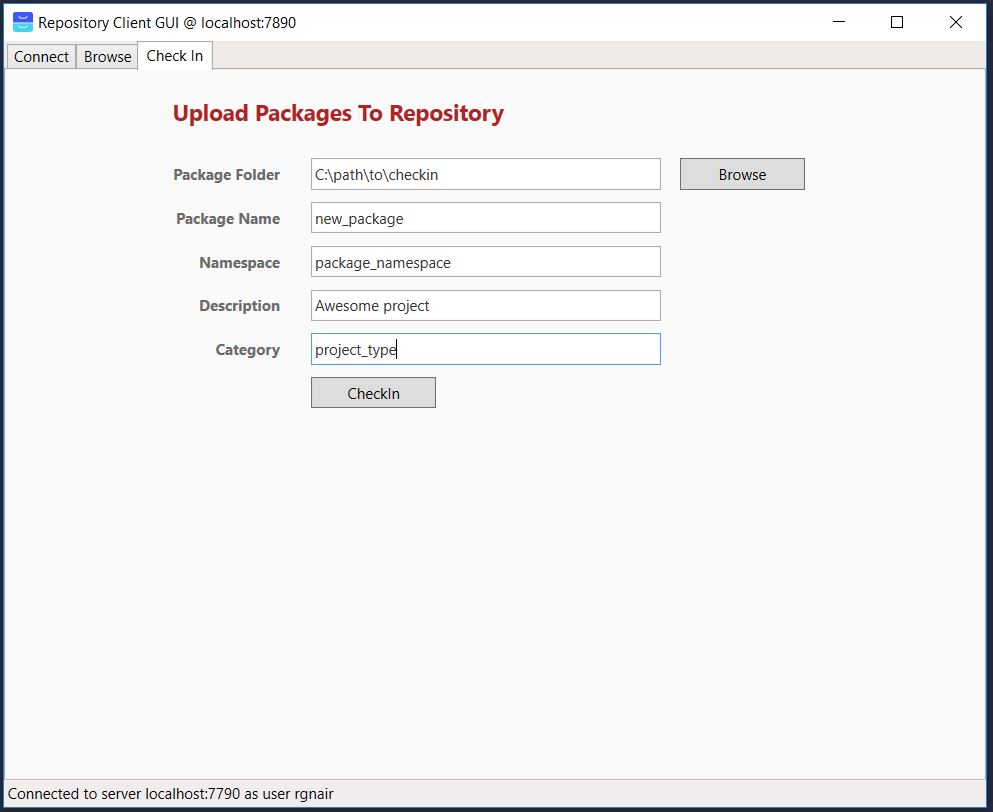 Repository Client GUI @ localhost:7890
Connect Browse Check In
Upload Packages To Repository
Package Folder C:\path\to\checkin Browse
Package Name new_package
Namespace package_namespace
Description Awesome project
Category project_type
CheckIn
Connected to server localhost:7790 as user rgnair